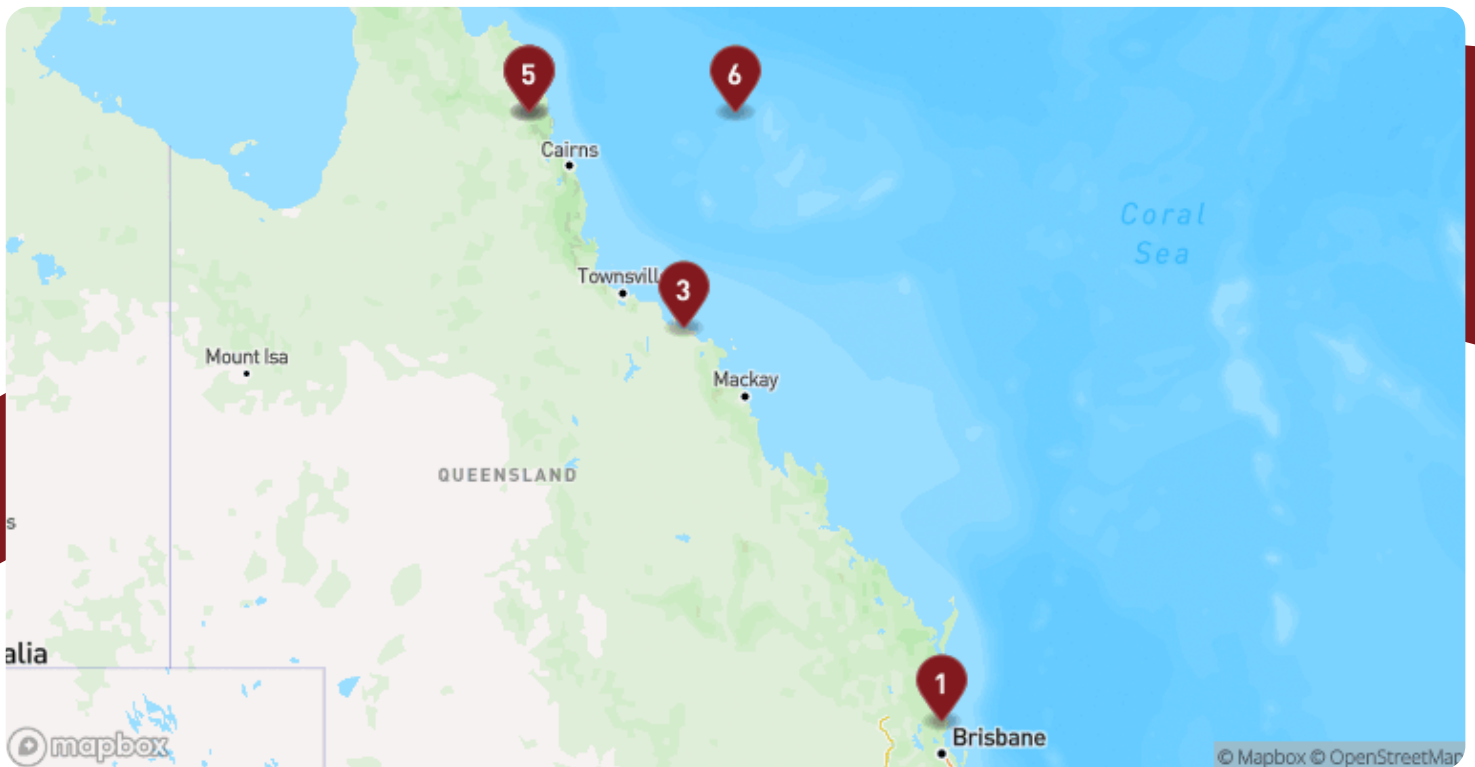 5
6
Cairns
Coral
Sea
Townsvill
3
Mount Isa
Mackay
QUEENSLAND
s
alia
1
Brisbane
mapbox
© Mapbox © OpenStreetMap